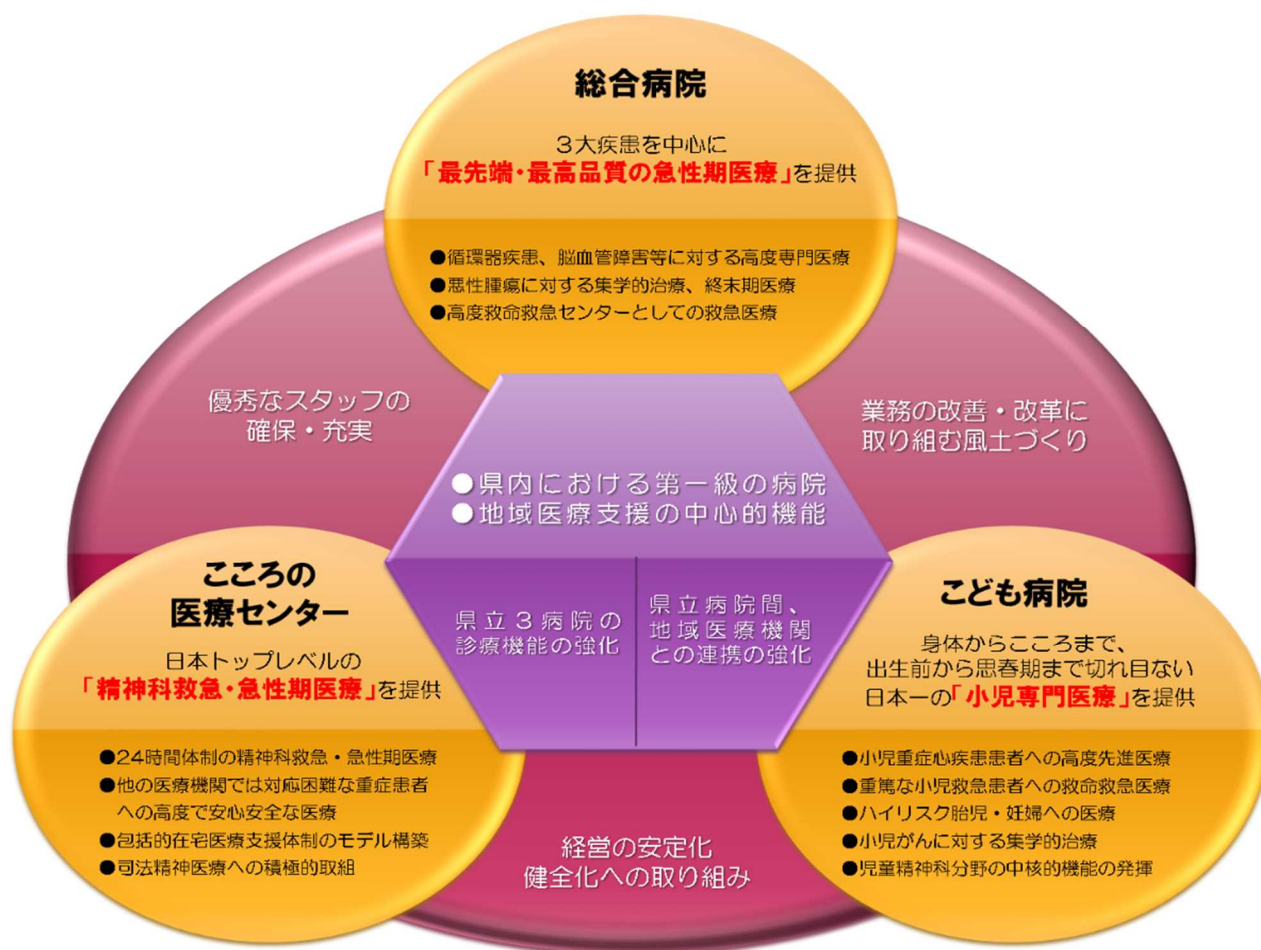 総合病院
3大疾患を中心に
「最先端・最高品質の急性期医療」を提供
●循環器疾患、脳血管障害等に対する高度専門医療
●悪性腫瘍に対する集学的治療、終末期医療
●高度救命救急センターとしての救急医療
優秀なスタッフの
確保・充実
業務の改善・改革に
取り組む風土づくり
●県内における第一級の病院
●地域医療支援の中心的機能
県立3病院の
診療機能の強化
県立病院間、
地域医療機関
との連携の強化
こころの
医療センター
日本トップレベルの
「精神科救急・急性期医療」を提供
●24時間体制の精神科救急・急性期医療
●他の医療機関では対応困難な重症患者
への高度で安心安全な医療
●包括的在宅医療支援体制のモデル構築
●司法精神医療への積極的取組
こども病院
身体からこころまで、
出生前から思春期まで切れ目ない
日本一の「小児専門医療」を提供
●小児重症心疾患患者への高度先進医療
●重篤な小児救急患者への救命救急医療
●ハイリスク胎児・妊婦への医療
●小児がんに対する集学的治療
●児童精神科分野の中核的機能の発揮
経営の安定化
健全化への取り組み